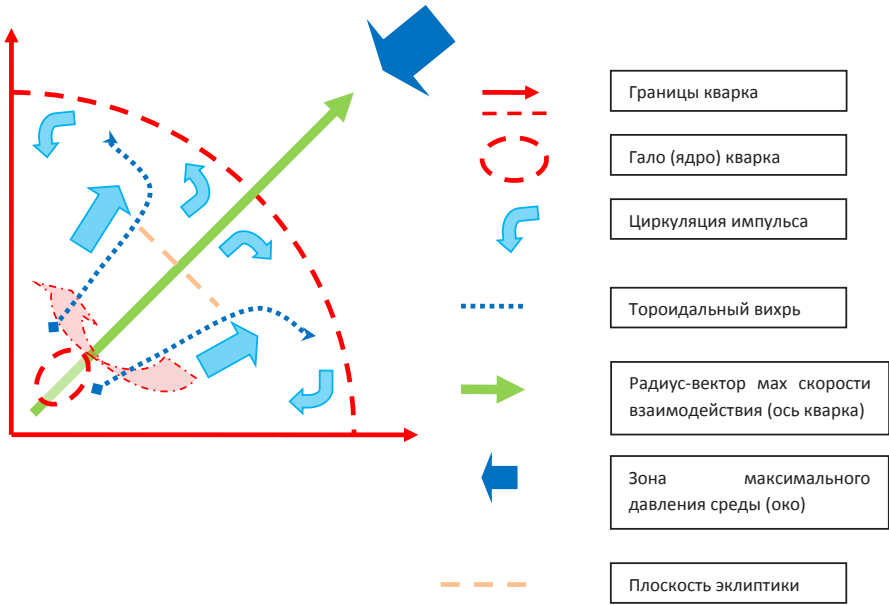 Границы кварка
Гало (ядро) кварка
Циркуляция импульса
Тороидальный вихрь
Радиус-вектор мах скорости
взаимодействия (ось кварка)
Зона максимального
давления среды (око)
Плоскость эклиптики